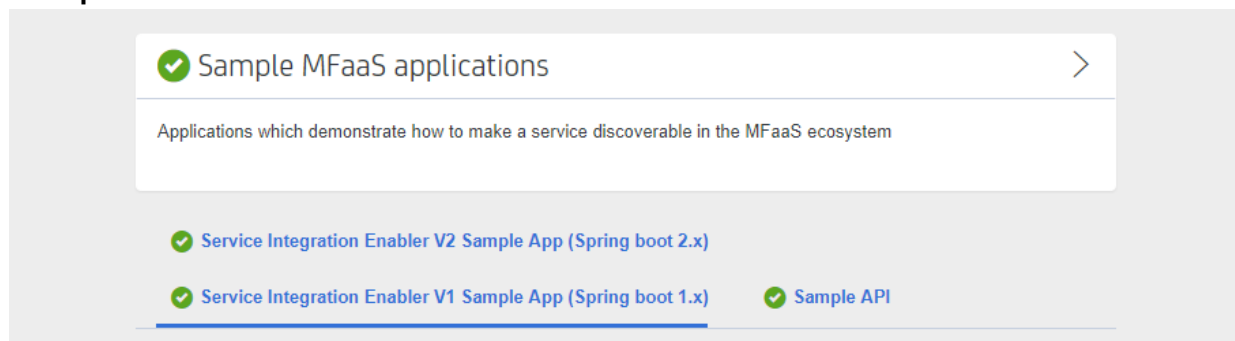 Sample MFaaS applications
Applications which demonstrate how to make a service discoverable in the MFaaS ecosystem
Service Integration Enabler V2 Sample App (Spring boot 2.x)
Service Integration Enabler V1 Sample App (Spring boot 1.x) Sample API